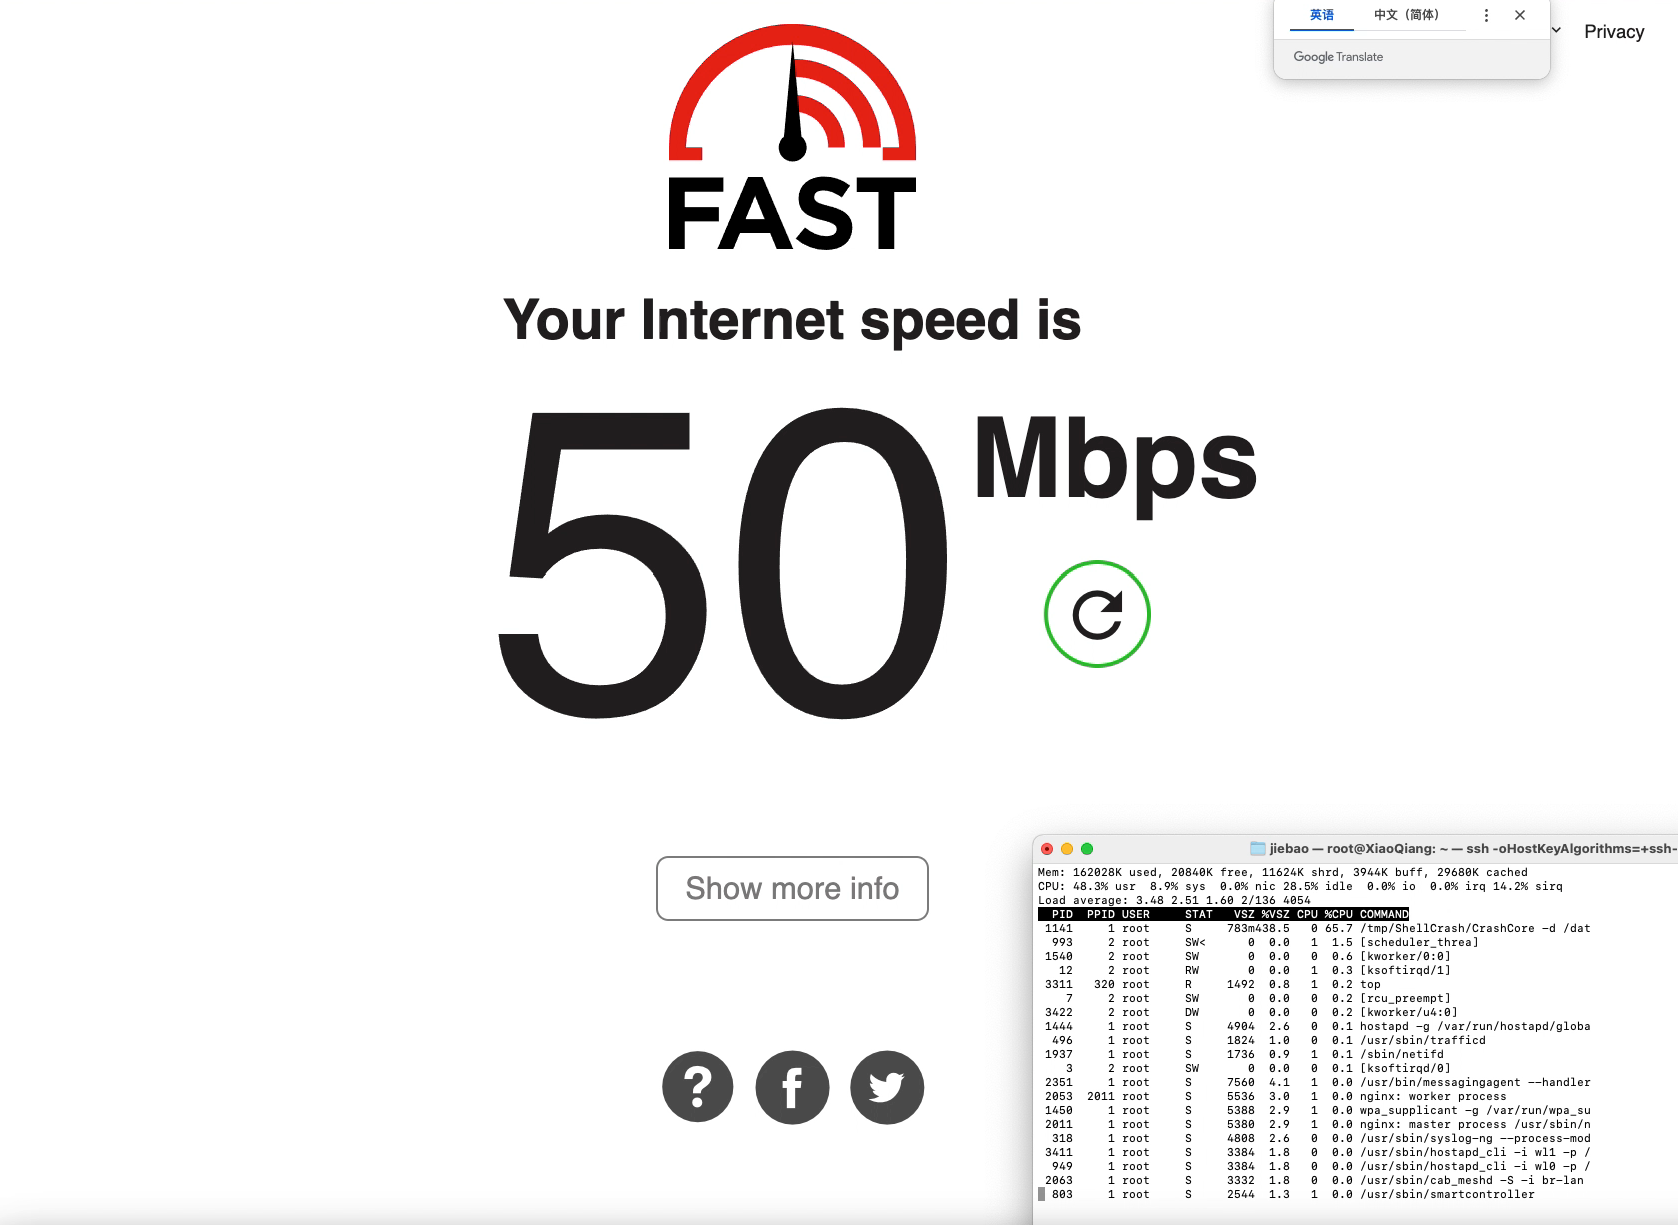 英语 中文（简体）
Google Translate
Privacy
FAST
Your Internet speed is
50 Mbps
Show more info
jiebao — root@XiaoQiang: ~ — ssh -oHostKeyAlgorithms=+ssh-
Mem: 162028K used, 20840K free, 11624K shrd, 3944K buff, 29680K cached
CPU: 48.3% usr 8.9% sys 0.0% nic 28.5% idle 0.0% io 0.0% irq 14.2% sirq
Load average: 3.48 2.51 1.60 2/136 4054
PID PPID USER STAT VSZ %VSZ CPU %CPU COMMAND
1141 1 root S 783m438.5 0 65.7 /tmp/ShellCrash/CrashCore -d /dat
993 2 root SW< 0 0.0 1 1.5 [scheduler_threa]
1540 2 root SW 0 0.0 0 0.6 [kworker/0:0]
12 2 root RW 0 0.0 1 0.3 [ksoftirqd/1]
3311 320 root R 1492 0.8 1 0.2 top
7 2 root SW 0 0.0 0 0.2 [rcu_preempt]
3422 2 root DW 0 0.0 0 0.2 [kworker/u4:0]
1444 1 root S 4904 2.6 0 0.1 hostapd -g /var/run/hostapd/globa
496 1 root S 1824 1.0 0 0.1 /usr/sbin/trafficd
1937 1 root S 1736 0.9 1 0.1 /sbin/netifd
3 2 root SW 0 0.0 0 0.1 [ksoftirqd/0]
2351 1 root S 7560 4.1 1 0.0 /usr/bin/messagingagent --handler
2053 2011 root S 5536 3.0 1 0.0 nginx: worker process
1450 1 root S 5388 2.9 1 0.0 wpa_supplicant -g /var/run/wpa_su
2011 1 root S 5380 2.9 1 0.0 nginx: master process /usr/sbin/n
318 1 root S 4808 2.6 0 0.0 /usr/sbin/syslog-ng --process-mod
3411 1 root S 3384 1.8 0 0.0 /usr/sbin/hostapd_cli -i wl1 -p /
949 1 root S 3384 1.8 0 0.0 /usr/sbin/hostapd_cli -i wl0 -p /
2063 1 root S 3332 1.8 0 0.0 /usr/sbin/cab_meshd -S -i br-lan
803 1 root S 2544 1.3 1 0.0 /usr/sbin/smartcontroller